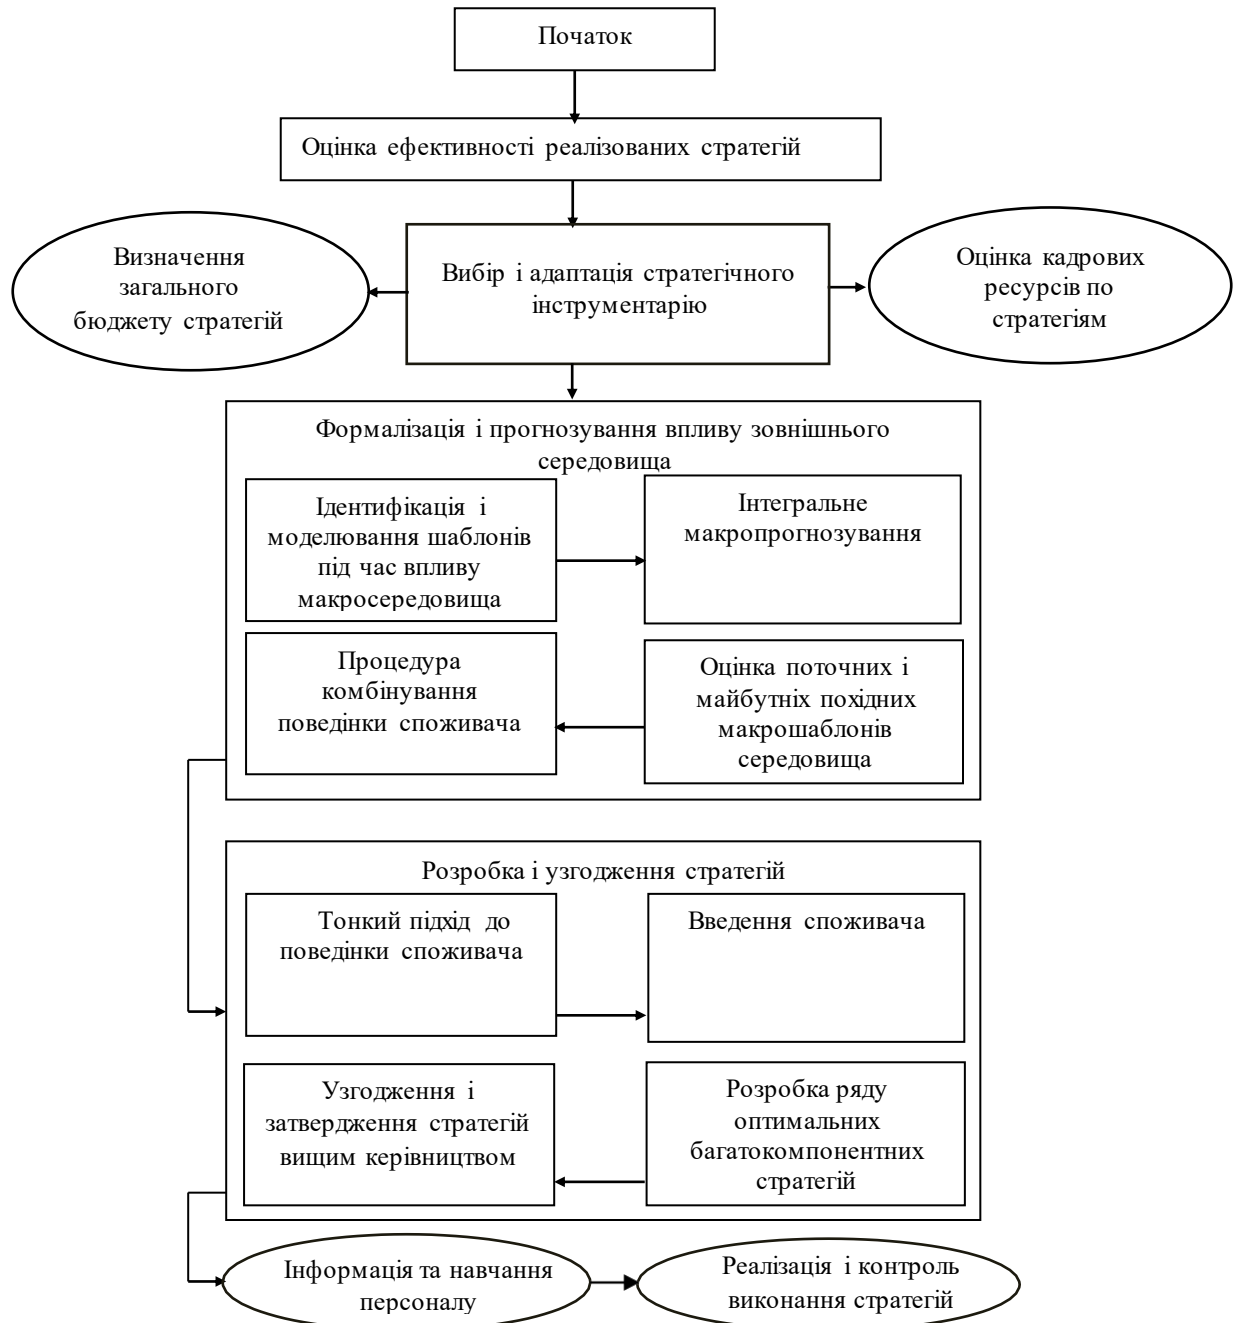 Початок
Оцінка ефективності реалізованих стратегій
Визначення
загального
бюджету стратегій
Вибір і адаптація стратегічного
інструментарію
Оцінка кадрових
ресурсів по
стратегіям
Формалізація і прогнозування впливу зовнішнього
середовища
Ідентифікація і
моделювання шаблонів
під час впливу
макросередовища
Інтегральне
макропрогнозування
Процедура
комбінування
поведінки споживача
Оцінка поточних і
майбутніх похідних
макрошаблонів
середовища
Розробка і узгодження стратегій
Тонкий підхід до
поведінки споживача
Введення споживача
Узгодження і
затвердження стратегій
вищим керівництвом
Розробка ряду
оптимальних
багатокомпонентних
стратегій
Інформація та навчання
персоналу
Реалізація і контроль
виконання стратегій